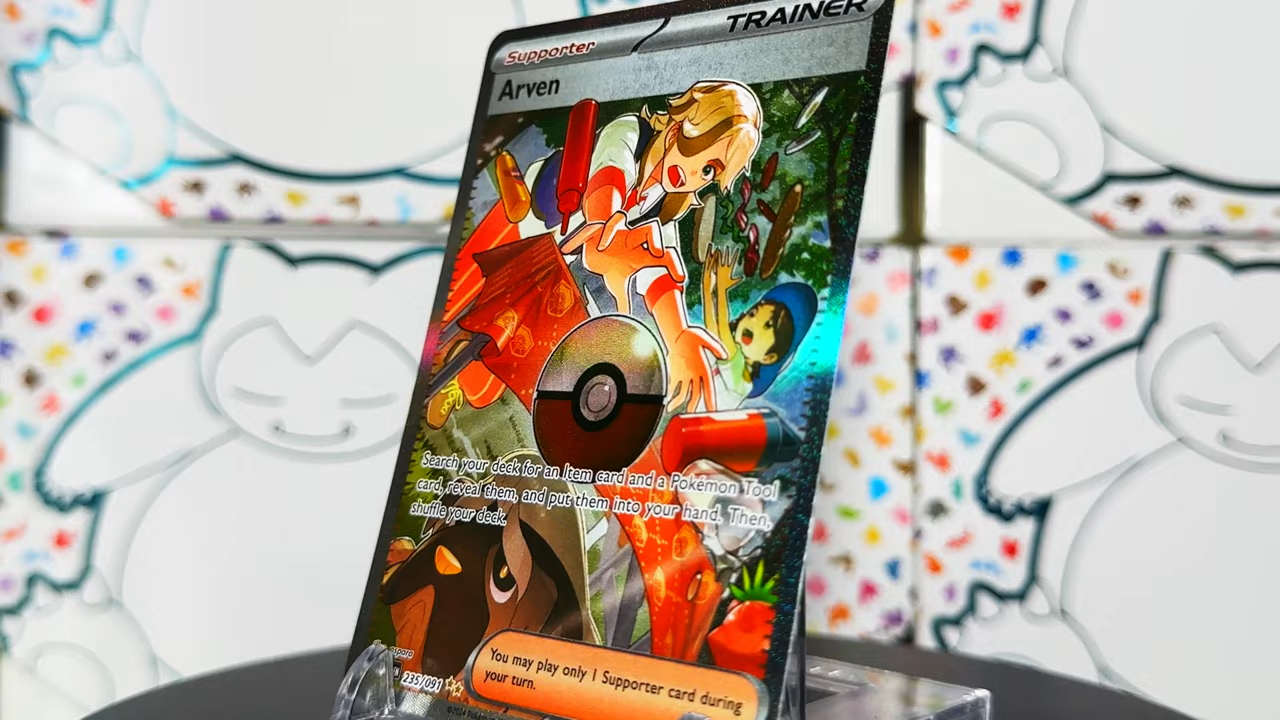 Supporter
TRAINER
Arven
Search your deck for an Item card and a Pokémon Tool
card, reveal them, and put them into your hand. Then,
shuffle your deck.
You may play only 1 Supporter card during
your turn.
235/091
©2024